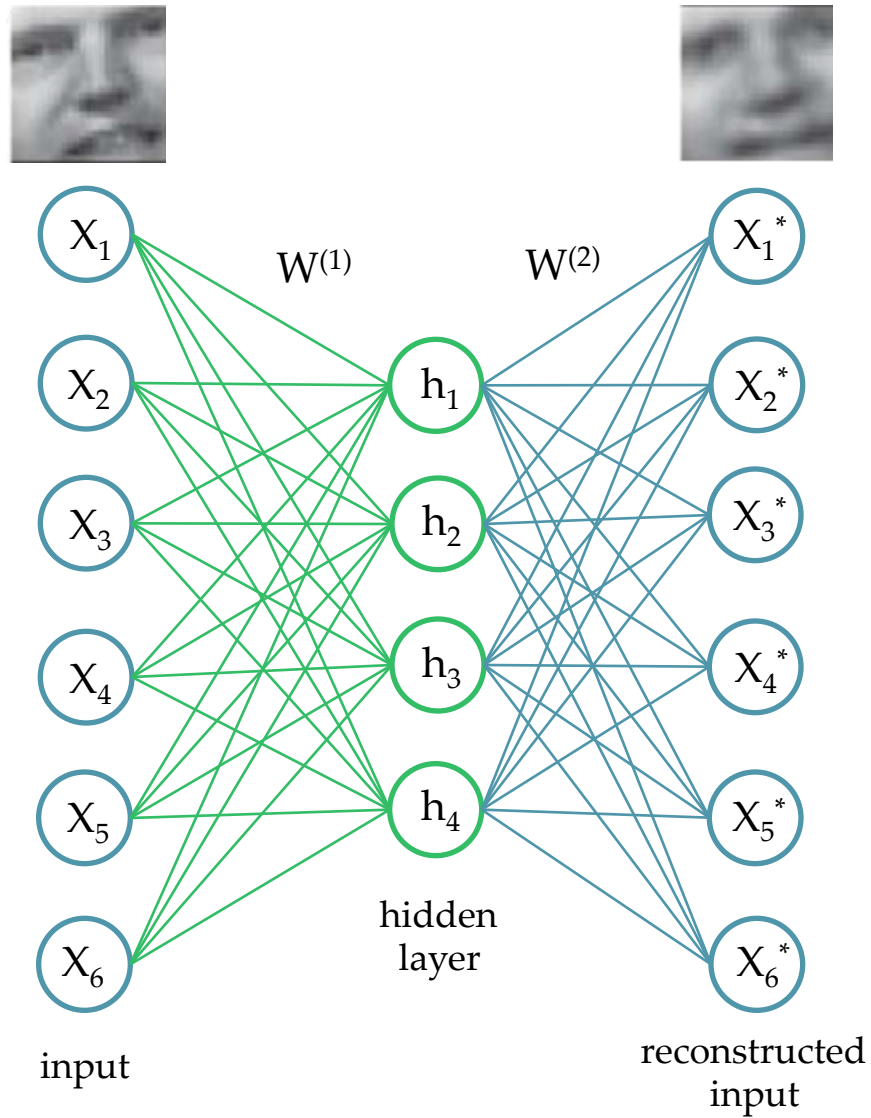 X₁
X₂
X₃
X₄
X₅
X₆
input
W⁽¹⁾
h₁
h₂
h₃
h₄
hidden
layer
W⁽²⁾
X₁*
X₂*
X₃*
X₄*
X₅*
X₆*
reconstructed
input